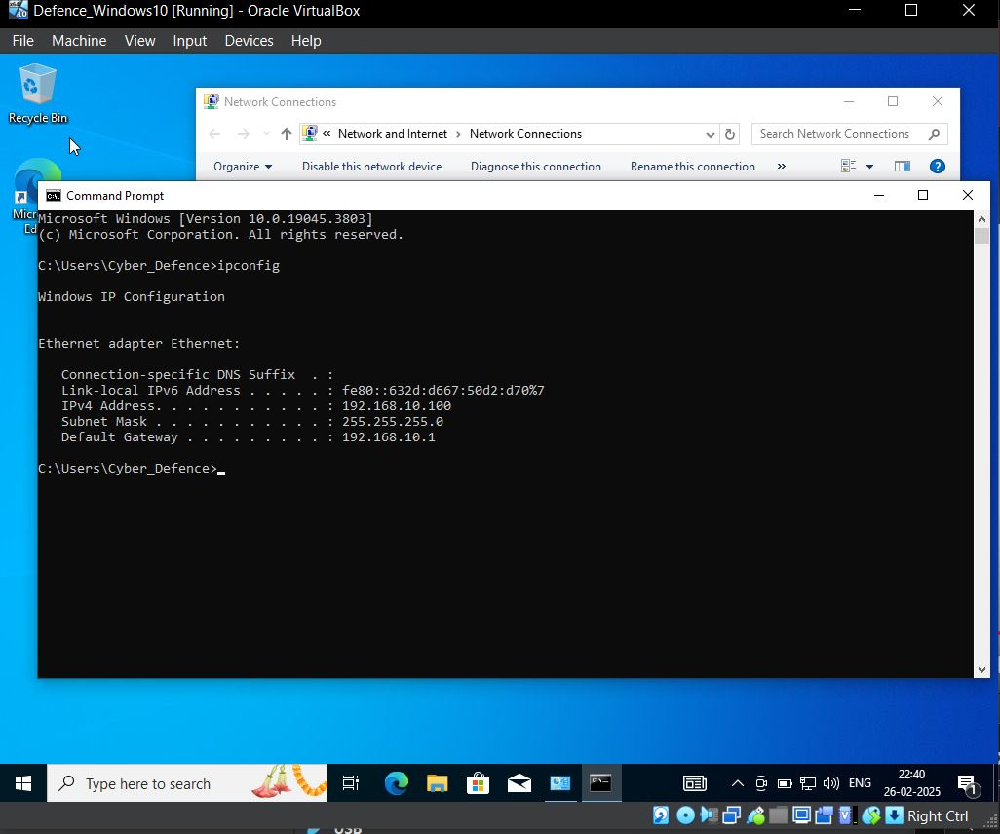 Defence_Windows10 [Running] - Oracle VirtualBox
File Machine View Input Devices Help
Recycle Bin
Network Connections
« Network and Internet › Network Connections
Search Network Connections
Organize
Disable this network device
Diagnose this connection
Rename this connection
»
Command Prompt
Microsoft Windows [Version 10.0.19045.3803]
(c) Microsoft Corporation. All rights reserved.
C:\Users\Cyber_Defence>ipconfig
Windows IP Configuration
Ethernet adapter Ethernet:
Connection-specific DNS Suffix . :
Link-local IPv6 Address . . . . . : fe80::632d:d667:50d2:d70%7
IPv4 Address. . . . . . . . . . . : 192.168.10.100
Subnet Mask . . . . . . . . . . . : 255.255.255.0
Default Gateway . . . . . . . . . : 192.168.10.1
C:\Users\Cyber_Defence>
Micr
Ed
Type here to search
ENG
22:40
26-02-2025
1
Right Ctrl
USB